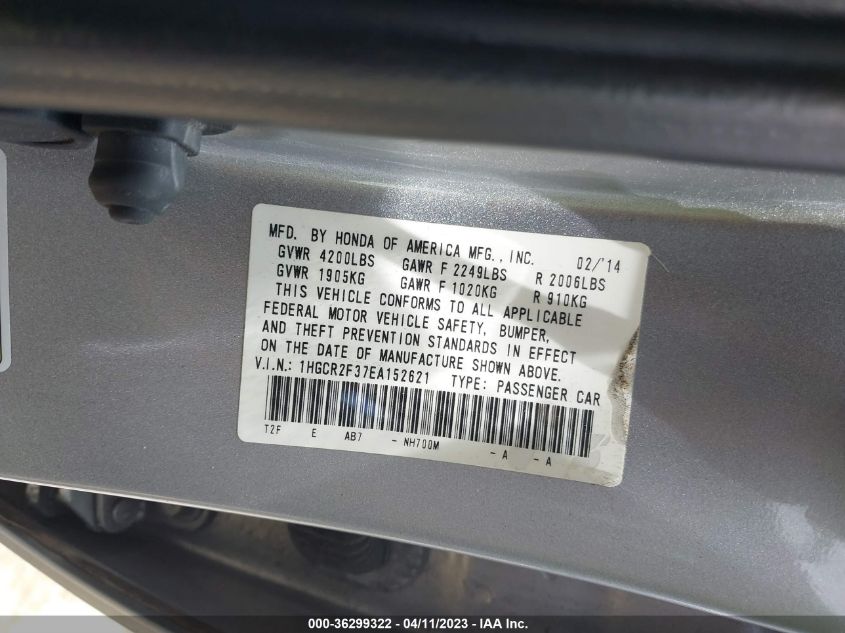 MFD. BY HONDA OF AMERICA MFG., INC. 02/'14
GVWR 4200LBS GAWR F 2249LBS R 2006LBS
GVWR 1905KG GAWR F 1020KG R 910KG
THIS VEHICLE CONFORMS TO ALL APPLICABLE
FEDERAL MOTOR VEHICLE SAFETY, BUMPER,
AND THEFT PREVENTION STANDARDS IN EFFECT
ON THE DATE OF MANUFACTURE SHOWN ABOVE.
V.I.N.: 1HGCR2F37EA152621 TYPE: PASSENGER CAR
T2F E AB7 - NH700M - A - A
000-36299322 - 04/11/2023 - IAA Inc.